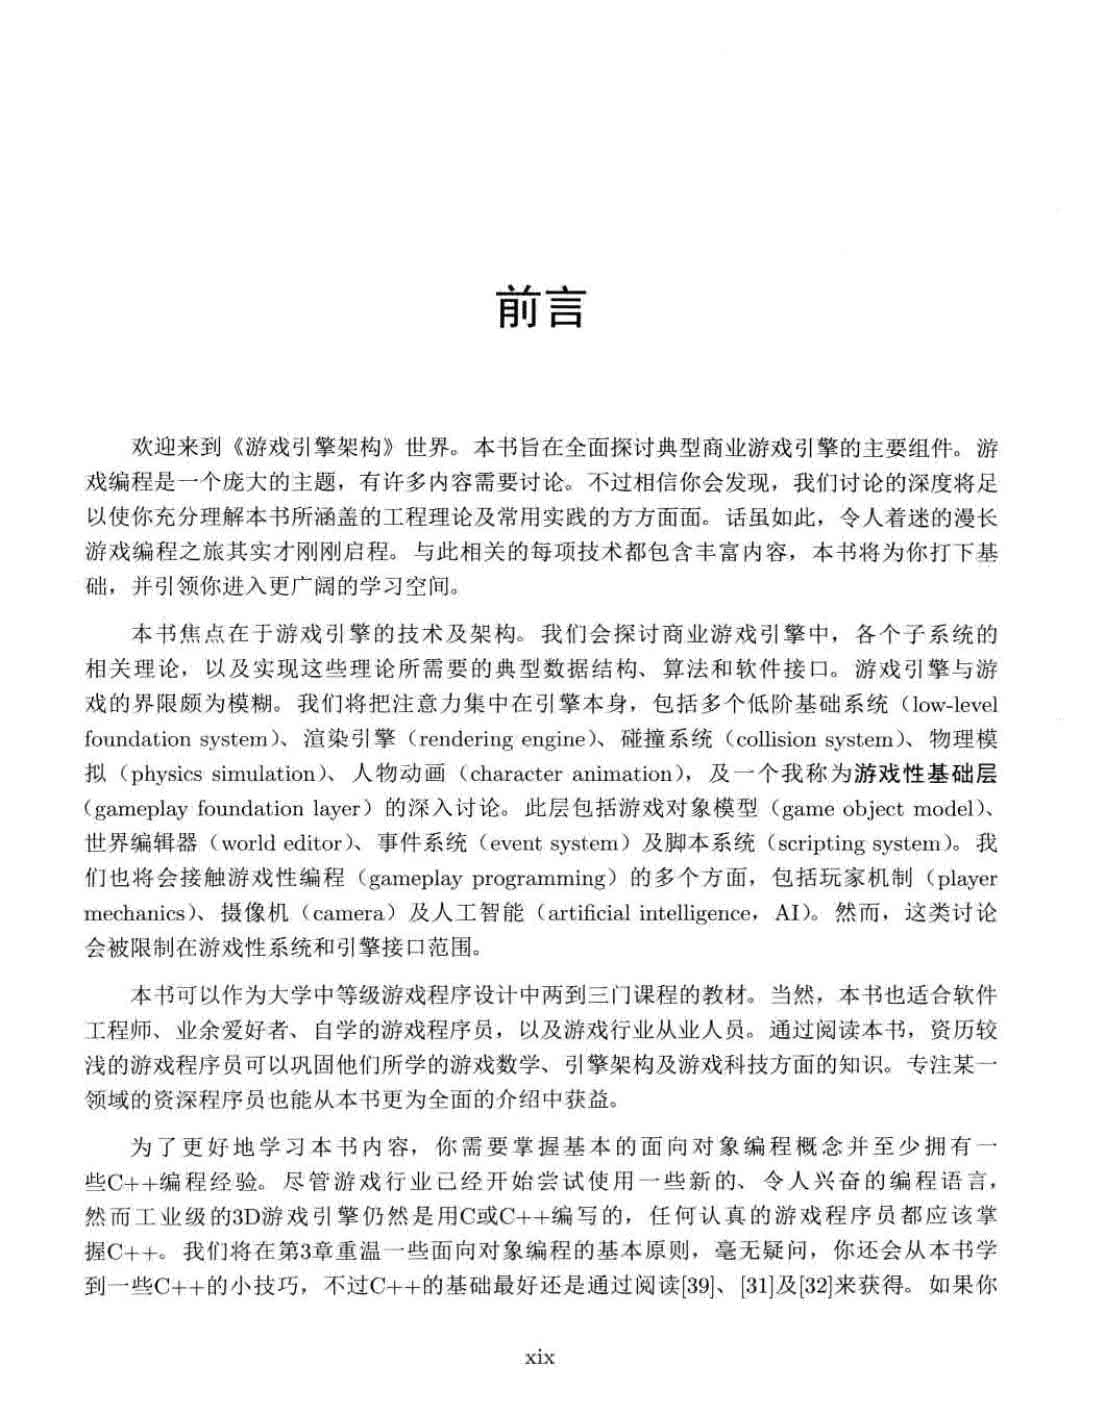 前言
欢迎来到《游戏引擎架构》世界。本书旨在全面探讨典型商业游戏引擎的主要组件。游
戏编程是一个庞大的主题，有许多内容需要讨论。不过相信你会发现，我们讨论的深度将足
以使你充分理解本书所涵盖的工程理论及常用实践的方方面面。话虽如此，令人着迷的漫长
游戏编程之旅其实才刚刚启程。与此相关的每项技术都包含丰富内容，本书将为你打下基
础，并引领你进入更广阔的学习空间。
本书焦点在于游戏引擎的技术及架构。我们会探讨商业游戏引擎中，各个子系统的
相关理论，以及实现这些理论所需要的典型数据结构、算法和软件接口。游戏引擎与游
戏的界限颇为模糊。我们将把注意力集中在引擎本身，包括多个低阶基础系统（low-level
foundation system）、渲染引擎（rendering engine）、碰撞系统（collision system）、物理模
拟（physics simulation）、人物动画（character animation），及一个我称为游戏性基础层
（gameplay foundation layer）的深入讨论。此层包括游戏对象模型（game object model）、
世界编辑器（world editor）、事件系统（event system）及脚本系统（scripting system）。我
们也将会接触游戏性编程（gameplay programming）的多个方面，包括玩家机制（player
mechanics）、摄像机（camera）及人工智能（artificial intelligence，AI）。然而，这类讨论
会被限制在游戏性系统和引擎接口范围。
本书可以作为大学中等级游戏程序设计中两到三门课程的教材。当然，本书也适合软件
工程师、业余爱好者、自学的游戏程序员，以及游戏行业从业人员。通过阅读本书，资历较
浅的游戏程序员可以巩固他们所学的游戏数学、引擎架构及游戏科技方面的知识。专注某一
领域的资深程序员也能从本书更为全面的介绍中获益。
为了更好地学习本书内容，你需要掌握基本的面向对象编程概念并至少拥有一
些C++编程经验。尽管游戏行业已经开始尝试使用一些新的、令人兴奋的编程语言，
然而工业级的3D游戏引擎仍然是用C或C++编写的，任何认真的游戏程序员都应该掌
握C++。我们将在第3章重温一些面向对象编程的基本原则，毫无疑问，你还会从本书学
到一些C++的小技巧，不过C++的基础最好还是通过阅读[39]、[31]及[32]来获得。如果你
xix